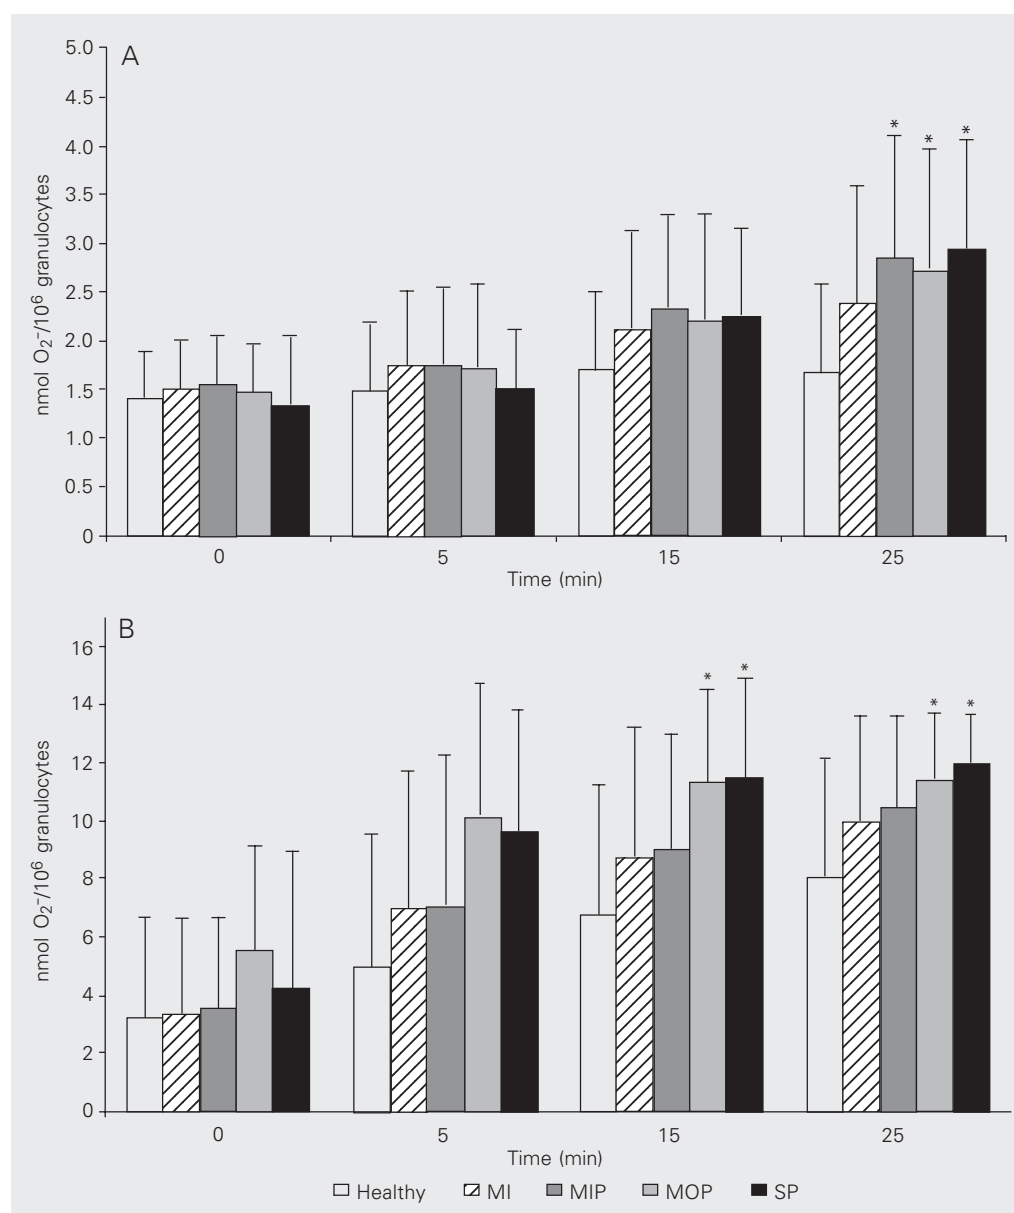 A
5.0
4.5
4.0
3.5
3.0
2.5
2.0
1.5
1.0
0.5
0
nmol O₂⁻/10⁶ granulocytes
* * *
0 5 15 25
Time (min)
B
16
14
12
10
8
6
4
2
0
nmol O₂⁻/10⁶ granulocytes
* * * *
0 5 15 25
Time (min)
Healthy MI MIP MOP SP